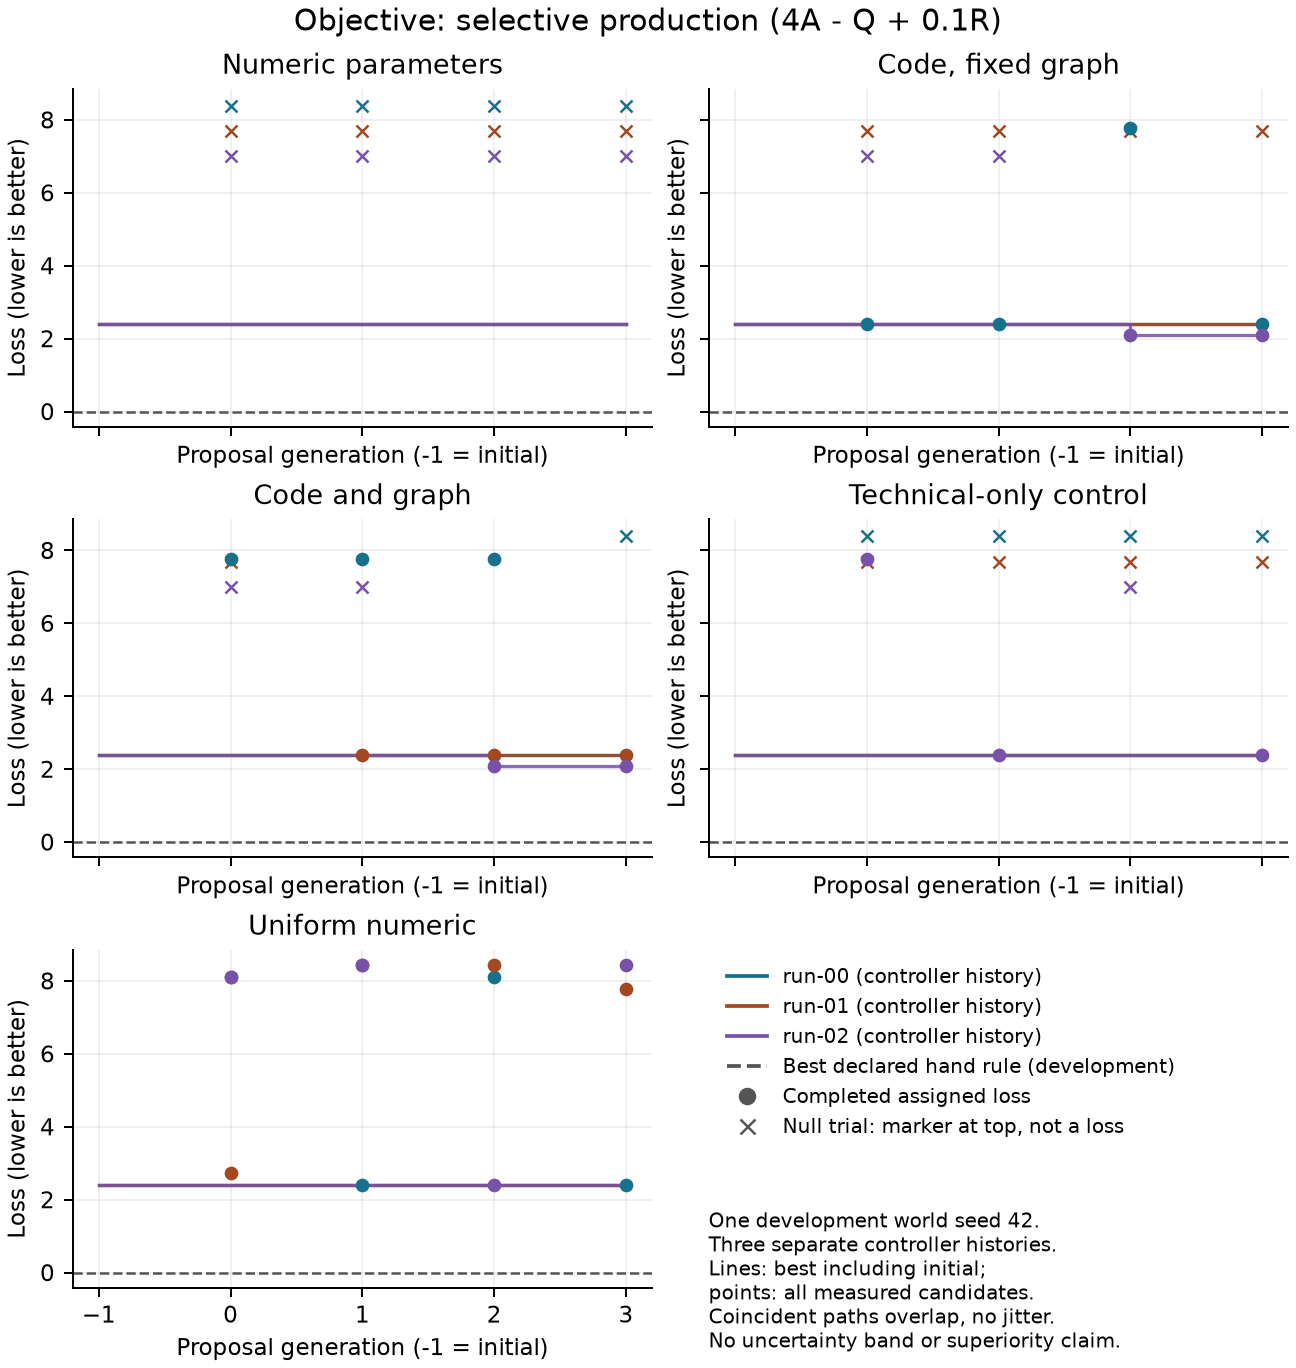 Objective: selective production (4A - Q + 0.1R)
Numeric parameters
Loss (lower is better)
8
6
4
2
0
Proposal generation (-1 = initial)
Code, fixed graph
Loss (lower is better)
Proposal generation (-1 = initial)
Code and graph
Loss (lower is better)
8
6
4
2
0
Proposal generation (-1 = initial)
Technical-only control
Loss (lower is better)
Proposal generation (-1 = initial)
Uniform numeric
Loss (lower is better)
8
6
4
2
0
−1 0 1 2 3
Proposal generation (-1 = initial)
run-00 (controller history)
run-01 (controller history)
run-02 (controller history)
Best declared hand rule (development)
Completed assigned loss
Null trial: marker at top, not a loss
One development world seed 42.
Three separate controller histories.
Lines: best including initial;
points: all measured candidates.
Coincident paths overlap, no jitter.
No uncertainty band or superiority claim.